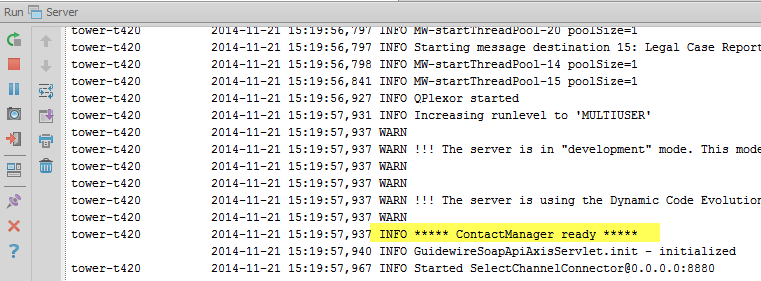 Run Server
tower-t420 2014-11-21 15:19:56,797 INFO MW-startThreadPool-20 poolSize=1
tower-t420 2014-11-21 15:19:56,797 INFO Starting message destination 15: Legal Case Report
tower-t420 2014-11-21 15:19:56,798 INFO MW-startThreadPool-14 poolSize=1
tower-t420 2014-11-21 15:19:56,841 INFO MW-startThreadPool-15 poolSize=1
tower-t420 2014-11-21 15:19:56,927 INFO QPlexor started
tower-t420 2014-11-21 15:19:57,931 INFO Increasing runlevel to 'MULTIUSER'
tower-t420 2014-11-21 15:19:57,937 WARN
tower-t420 2014-11-21 15:19:57,937 WARN !!! The server is in "development" mode. This mode
tower-t420 2014-11-21 15:19:57,937 WARN
tower-t420 2014-11-21 15:19:57,937 WARN
tower-t420 2014-11-21 15:19:57,937 WARN !!! The server is using the Dynamic Code Evolution
tower-t420 2014-11-21 15:19:57,937 WARN
tower-t420 2014-11-21 15:19:57,937 INFO ***** ContactManager ready *****
2014-11-21 15:19:57,940 INFO GuidewireSoapApiAxisServlet.init - initialized
tower-t420 2014-11-21 15:19:57,967 INFO Started SelectChannelConnector@0.0.0.0:8880